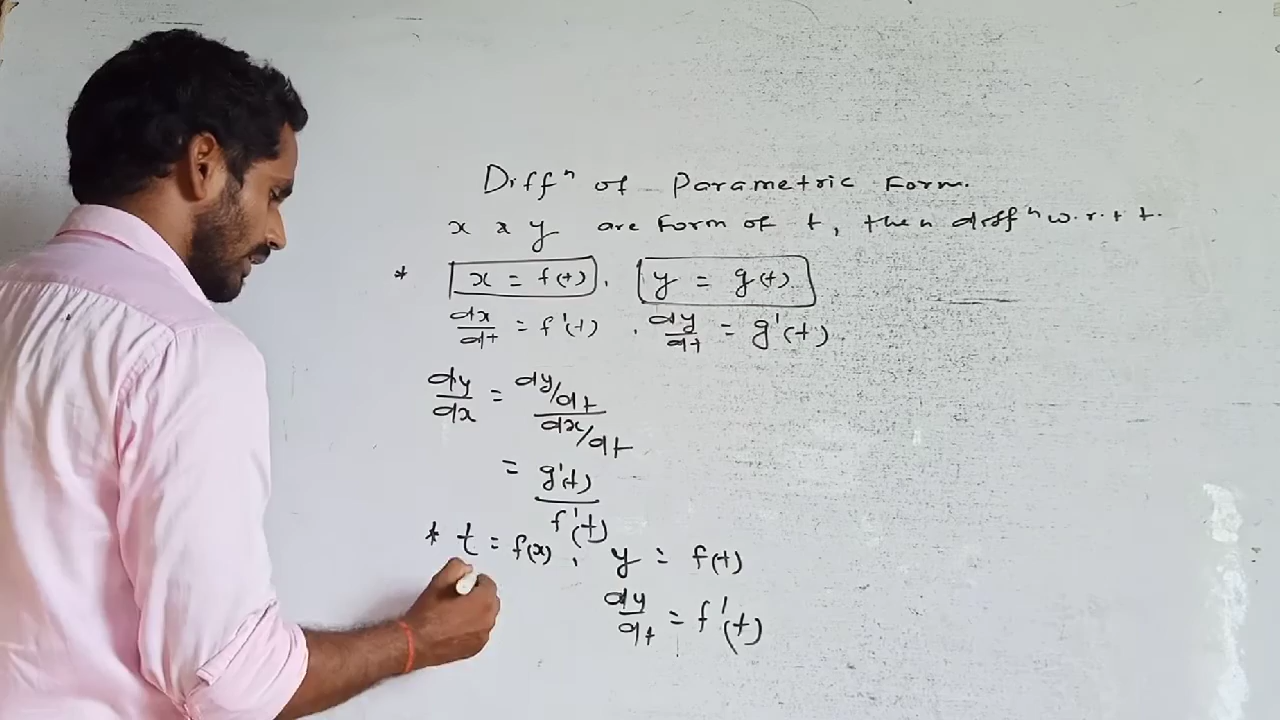 Diffⁿ of Parametric Form.
x & y are form of t, then diffⁿ w.r.t t.
* x = f(t), y = g(t).
dx/dt = f'(t), dy/dt = g'(t)
dy/dx = dy/dt / dx/dt
= g'(t) / f'(t)
* t = f(x), y = f(t)
dy/dt = f'(t)